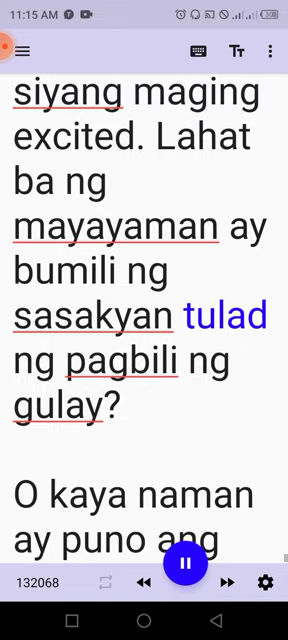 11:15 AM
siyang maging
excited. Lahat
ba ng
mayayaman ay
bumili ng
sasakyan tulad
ng pagbili ng
gulay?
O kaya naman
ay puno ang
132068